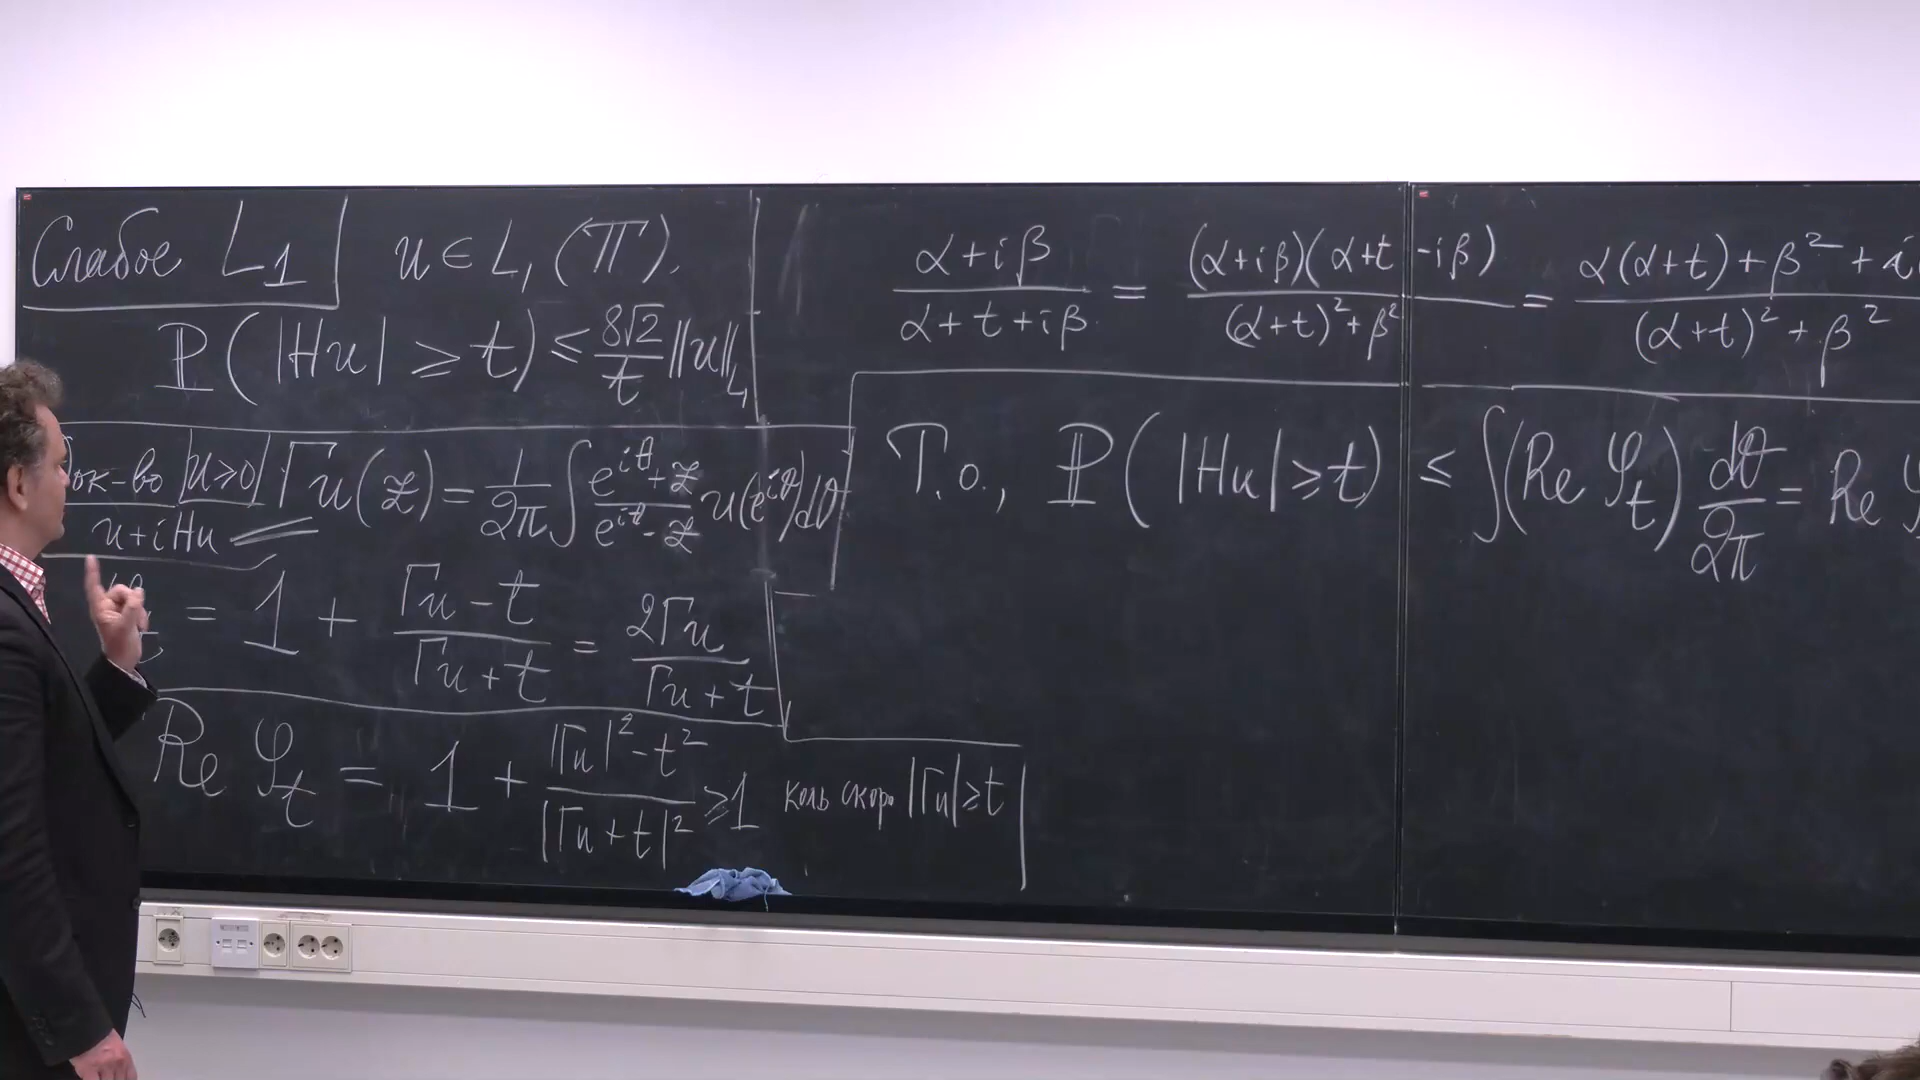 Слабое L₁
u ∈ L₁(𝕋).
ℙ(|Hu| ≥ t) ≤ 8√2/t ‖u‖_L₁
ок-во u≥0 Γu(z) = 1/2π ∫ (e^{iθ}+z)/(e^{iθ}-z) u(e^{iθ})dθ
u+iHu
= 1 + (Γu-t)/(Γu+t) = 2Γu/(Γu+t)
Re φ_t = 1 + (|Γu|²-t²)/|Γu+t|² ≥1 коль скоро |Γu|≥t
(α+iβ)/(α+t+iβ) = (α+iβ)(α+t-iβ)/((α+t)²+β²) = (α(α+t)+β²+i)/((α+t)²+β²)
Т.о., ℙ(|Hu|≥t) ≤ ∫(Re φ_t) dθ/2π = Re φ